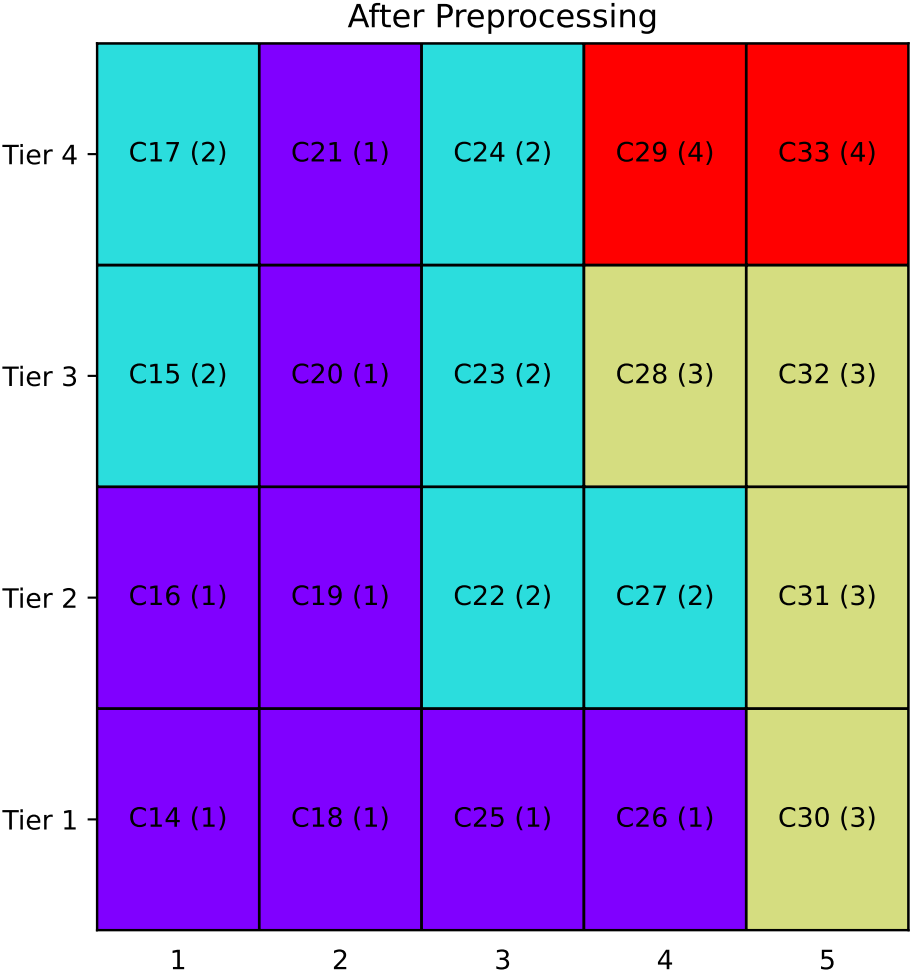 After Preprocessing
Tier 4 C17 (2) C21 (1) C24 (2) C29 (4) C33 (4)
Tier 3 C15 (2) C20 (1) C23 (2) C28 (3) C32 (3)
Tier 2 C16 (1) C19 (1) C22 (2) C27 (2) C31 (3)
Tier 1 C14 (1) C18 (1) C25 (1) C26 (1) C30 (3)
1 2 3 4 5